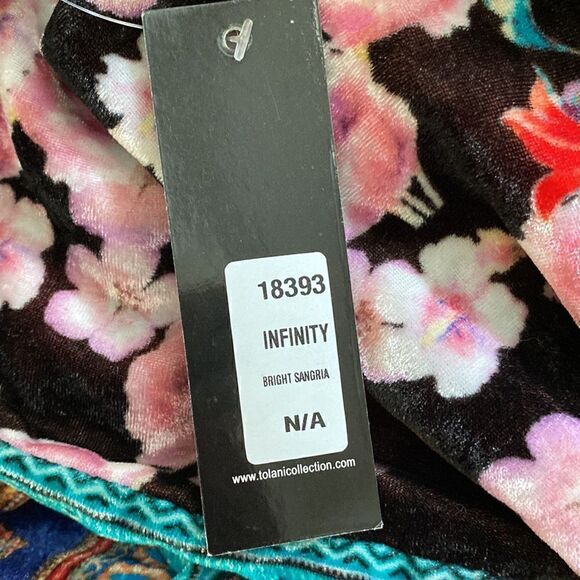 18393
INFINITY
BRIGHT SANGRIA
N/A
www.tolanicollection.com